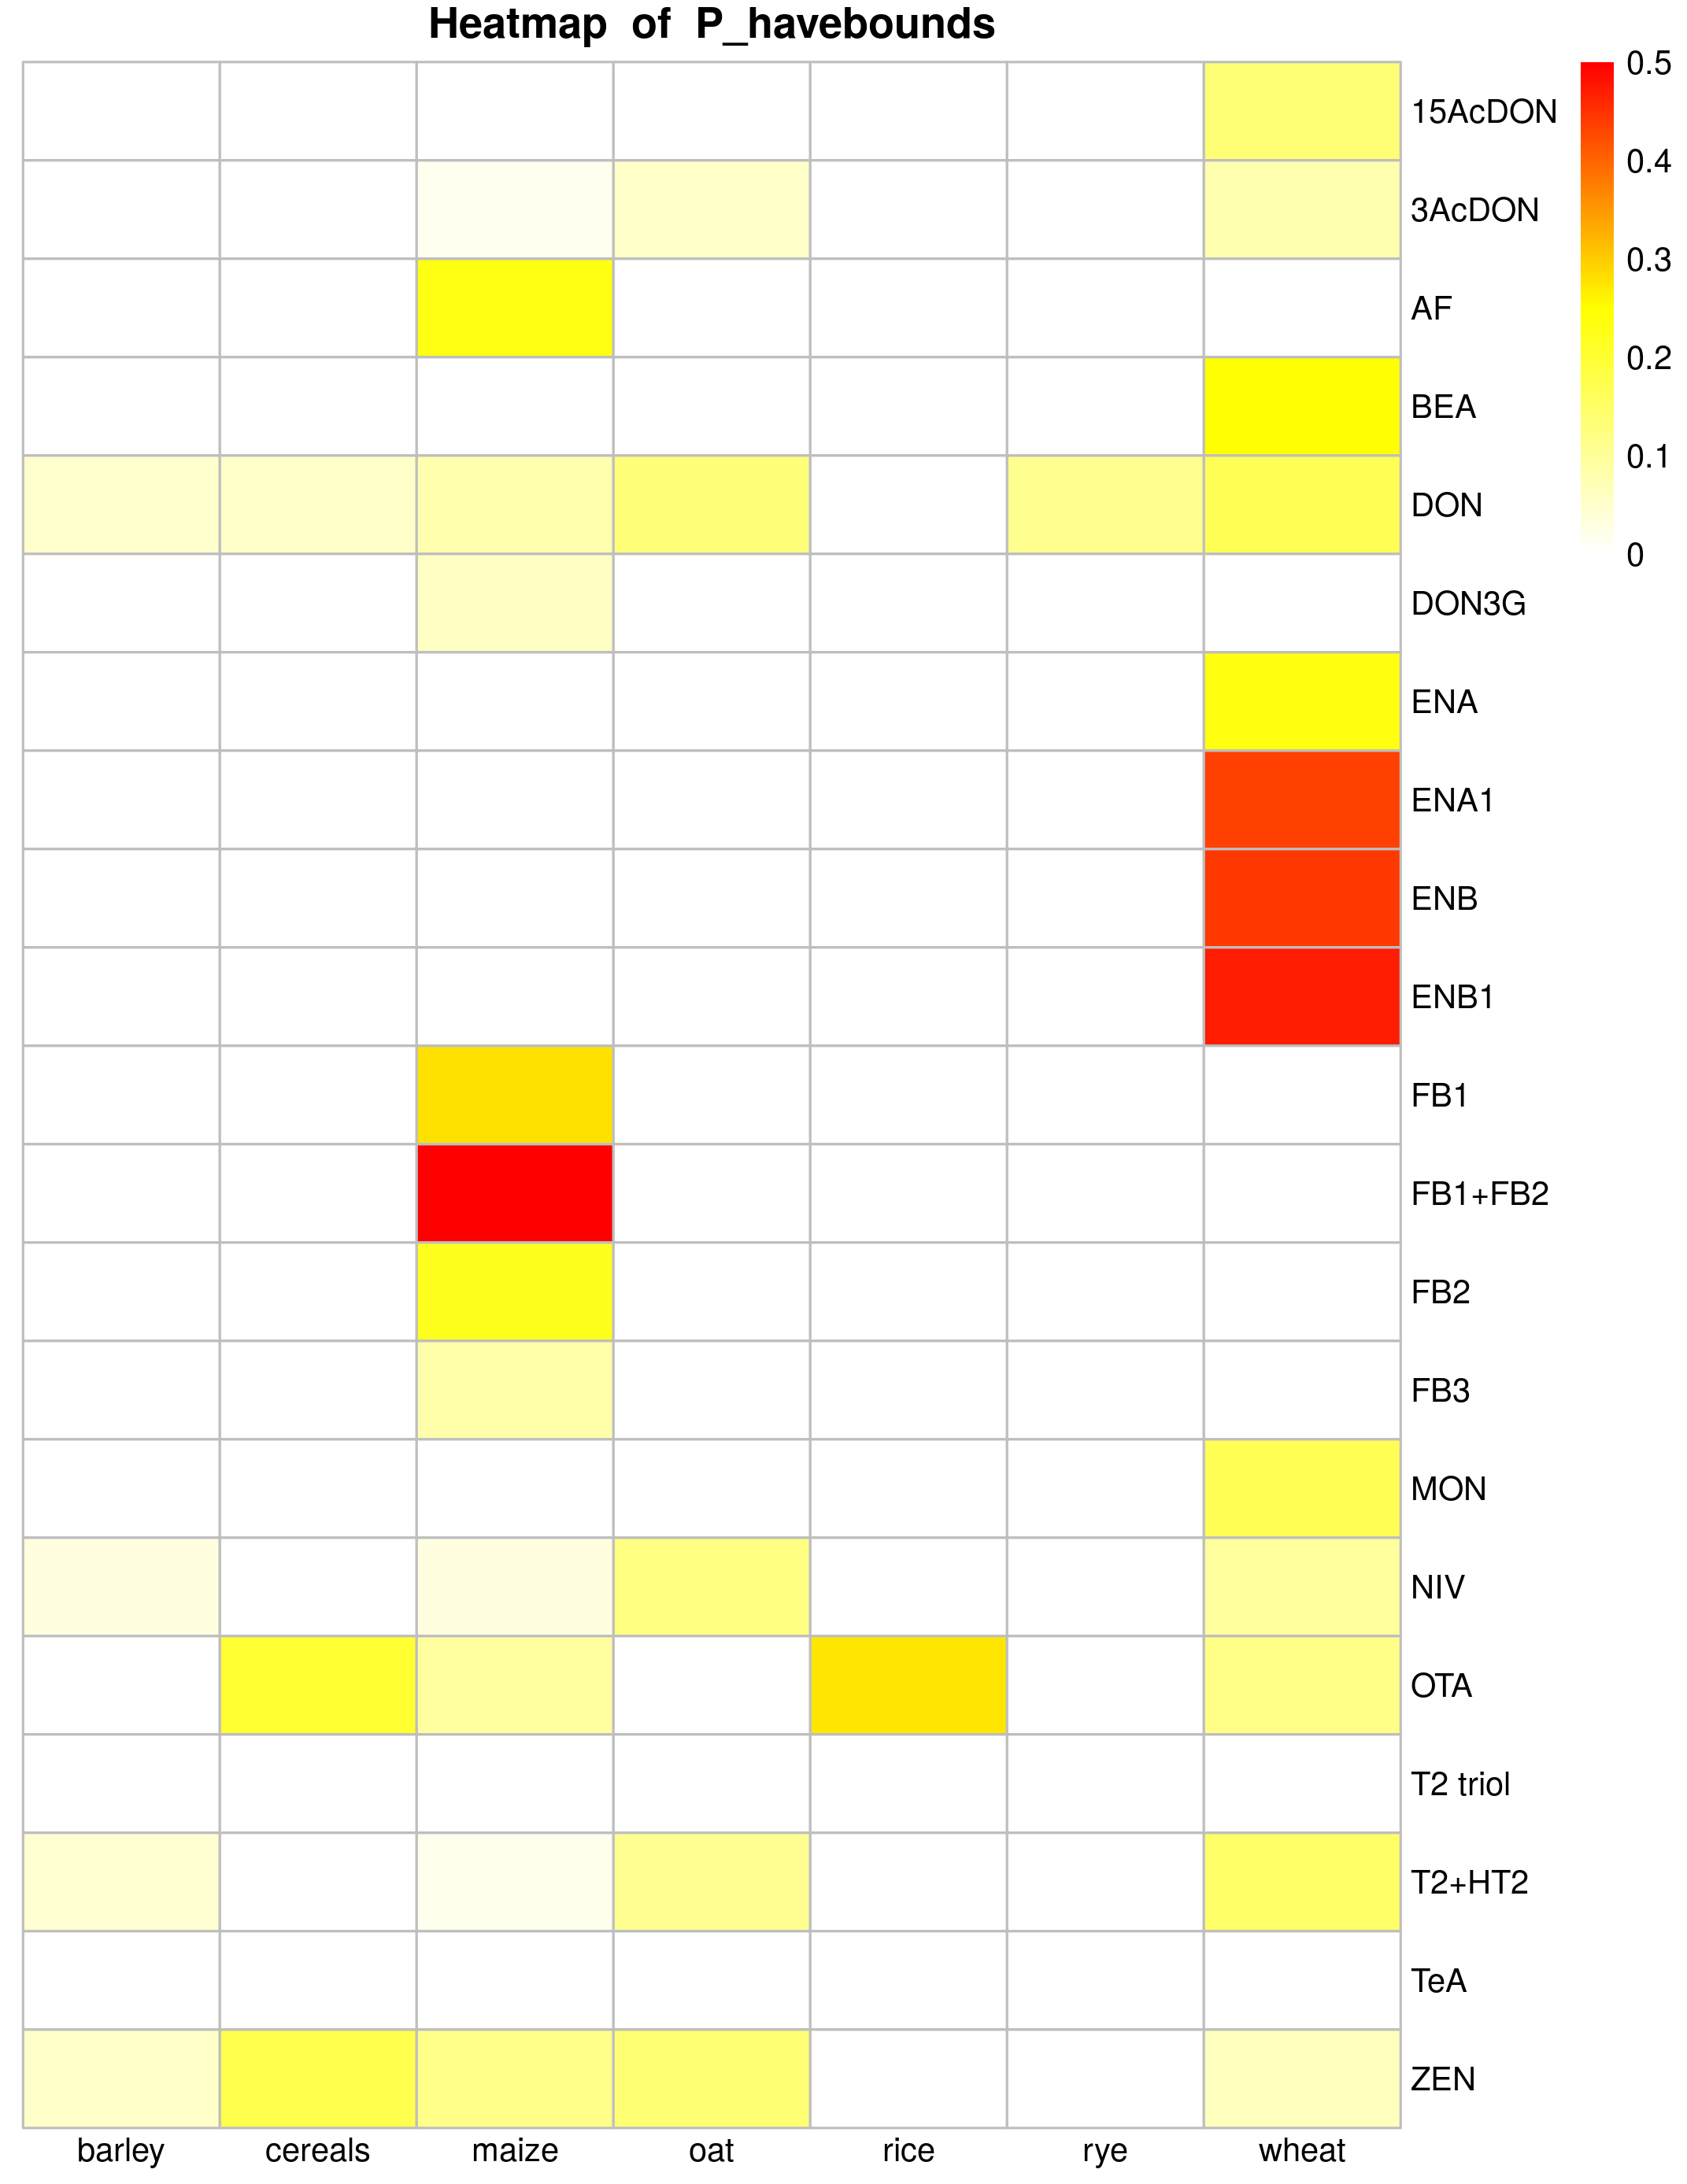 Heatmap of P_havebounds
15AcDON
3AcDON
AF
BEA
DON
DON3G
ENA
ENA1
ENB
ENB1
FB1
FB1+FB2
FB2
FB3
MON
NIV
OTA
T2 triol
T2+HT2
TeA
ZEN
barley cereals maize oat rice rye wheat
0.5
0.4
0.3
0.2
0.1
0